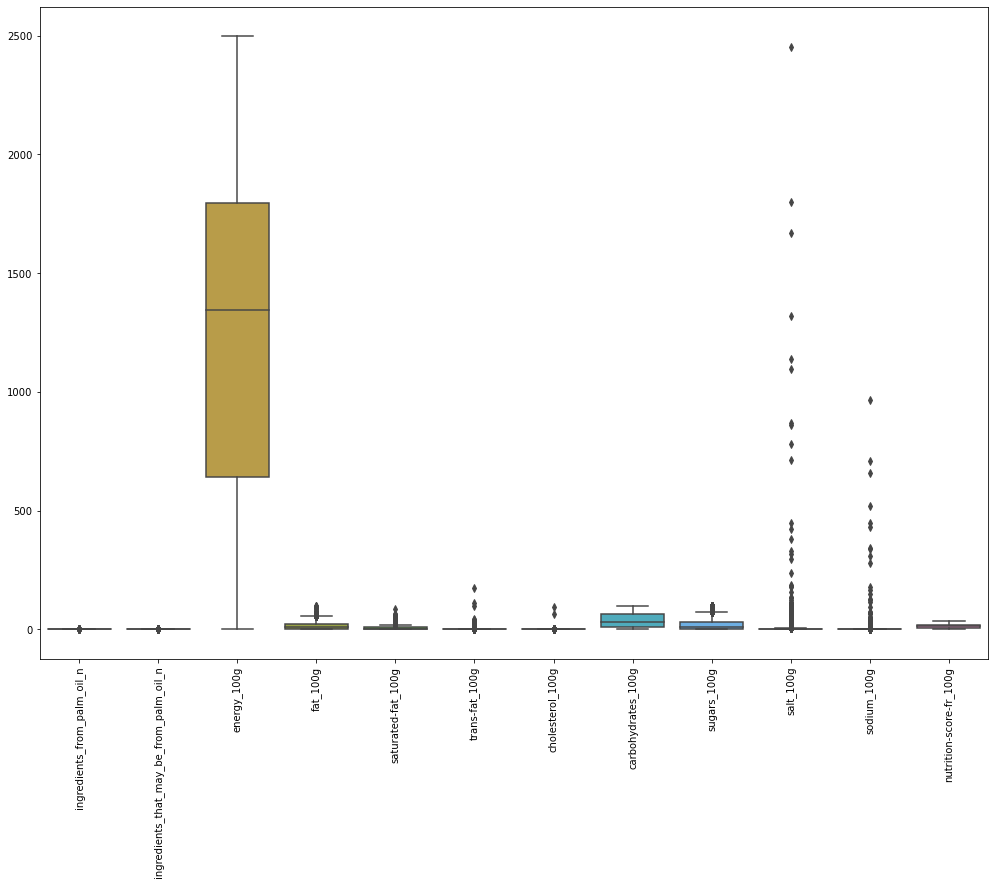 2500
2000
1500
1000
500
0
ingredients_from_palm_oil_n
ingredients_that_may_be_from_palm_oil_n
energy_100g
fat_100g
saturated-fat_100g
trans-fat_100g
cholesterol_100g
carbohydrates_100g
sugars_100g
salt_100g
sodium_100g
nutrition-score-fr_100g